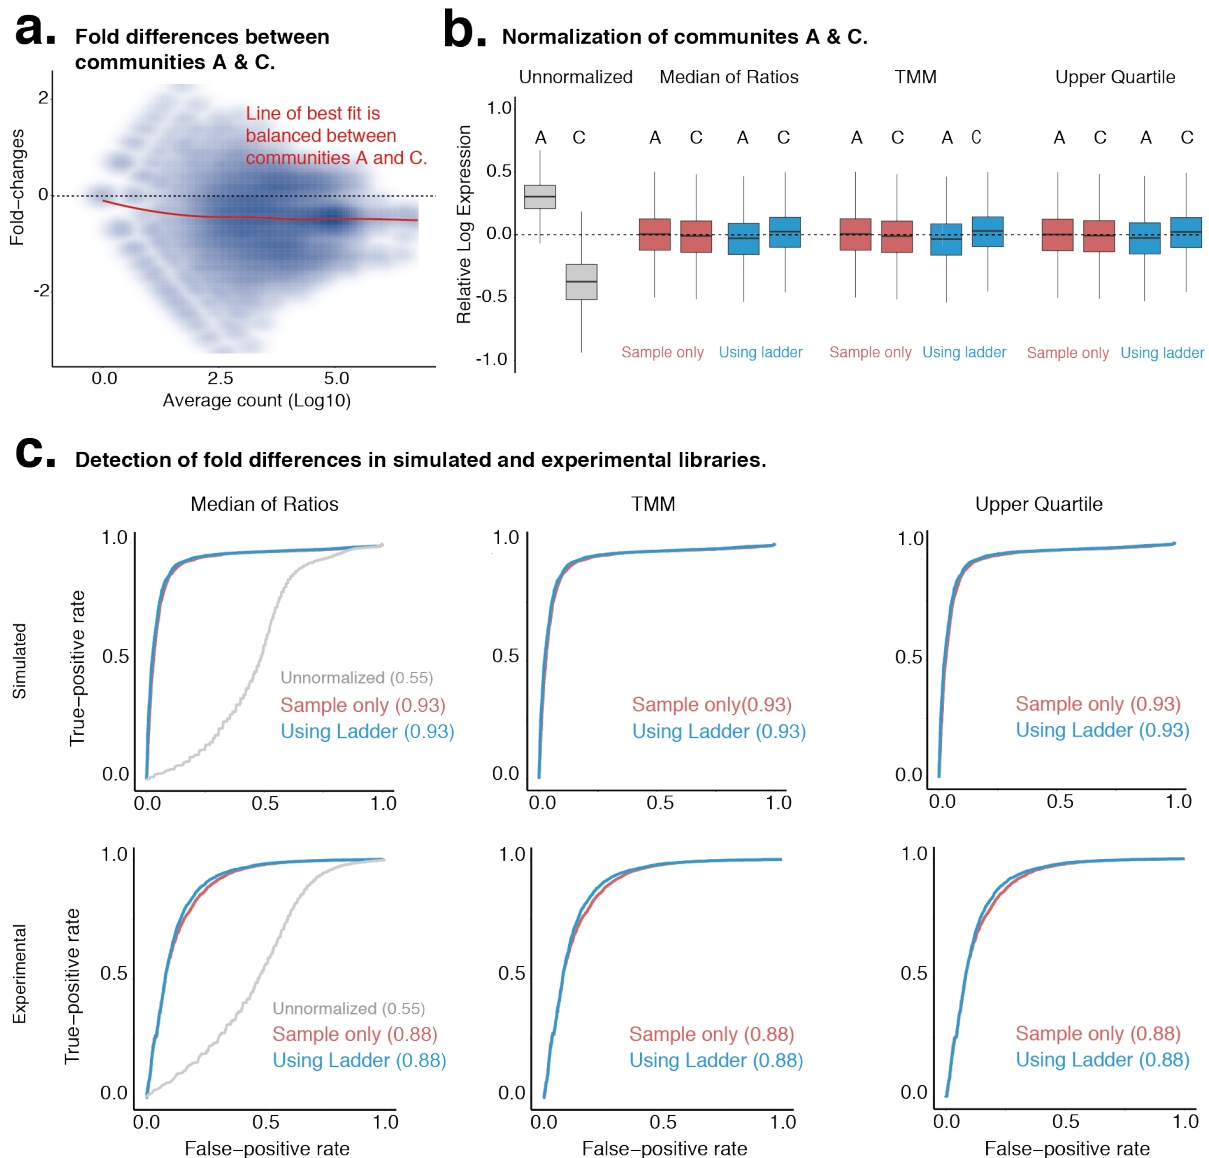 a.
Fold differences between
communities A & C.
Fold–changes
2
0
-2
Line of best fit is
balanced between
communities A and C.
0.0 2.5 5.0
Average count (Log10)
b.
Normalization of communites A & C.
Unnormalized Median of Ratios TMM Upper Quartile
Relative Log Expression
1.0
0.5
0.0
-0.5
-1.0
A C A C A C A C A C A C A C
Sample only Using ladder Sample only Using ladder Sample only Using ladder
c.
Detection of fold differences in simulated and experimental libraries.
Median of Ratios TMM Upper Quartile
Simulated
True–positive rate
1.0
0.5
0.0
Unnormalized (0.55)
Sample only (0.93)
Using Ladder (0.93)
0.0 0.5 1.0
1.0
0.5
0.0
Sample only(0.93)
Using Ladder (0.93)
0.0 0.5 1.0
1.0
0.5
0.0
Sample only (0.93)
Using Ladder (0.93)
0.0 0.5 1.0
Experimental
True–positive rate
1.0
0.5
0.0
Unnormalized (0.55)
Sample only (0.88)
Using Ladder (0.88)
0.0 0.5 1.0
False–positive rate
1.0
0.5
0.0
Sample only (0.88)
Using Ladder (0.88)
0.0 0.5 1.0
False–positive rate
1.0
0.5
0.0
Sample only (0.88)
Using Ladder (0.88)
0.0 0.5 1.0
False–positive rate